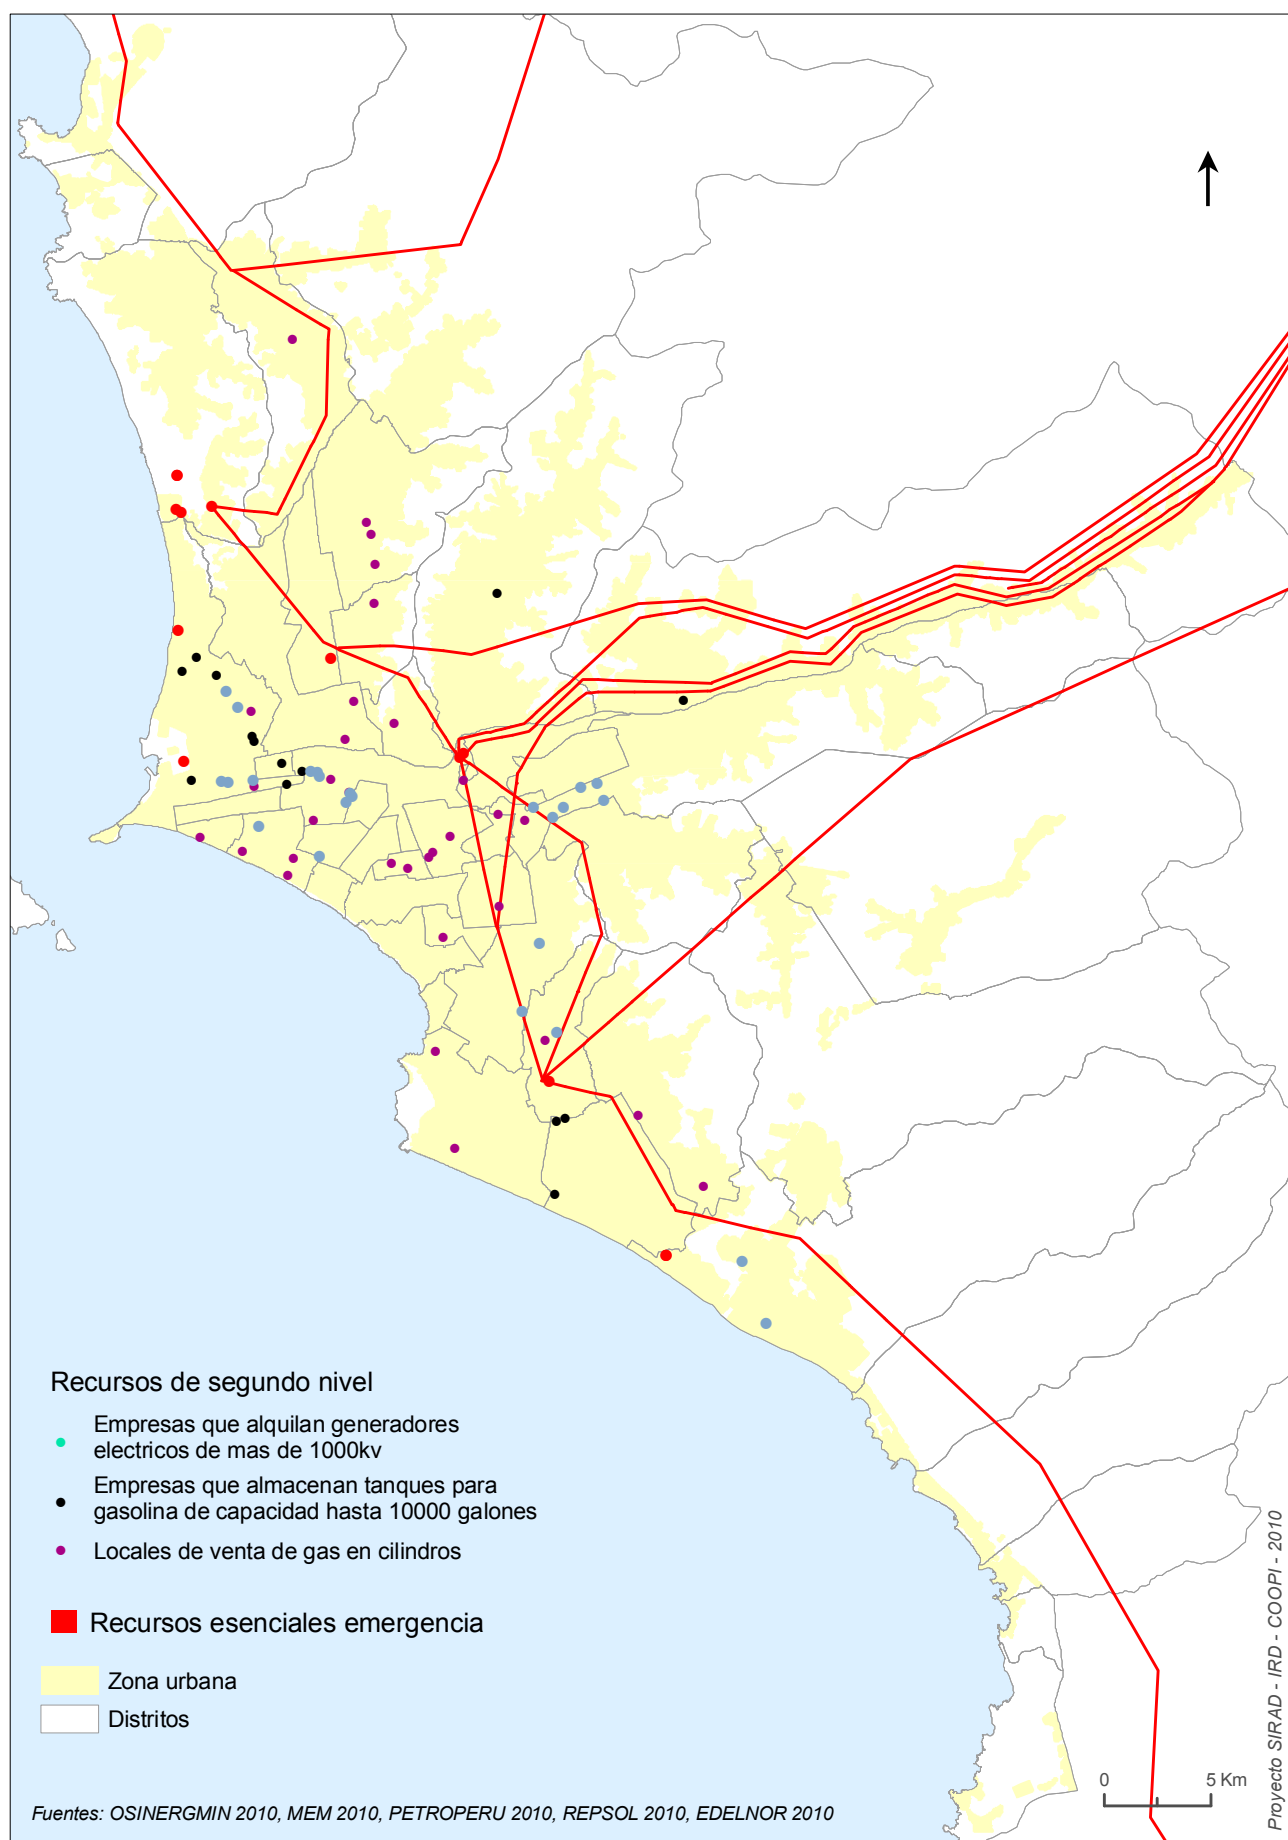 Recursos de segundo nivel
Empresas que alquilan generadores
electricos de mas de 1000kv
Empresas que almacenan tanques para
gasolina de capacidad hasta 10000 galones
Locales de venta de gas en cilindros
Recursos esenciales emergencia
Zona urbana
Distritos
Fuentes: OSINERGMIN 2010, MEM 2010, PETROPERU 2010, REPSOL 2010, EDELNOR 2010
0 5 Km
Proyecto SIRAD - IRD - COOPI - 2010